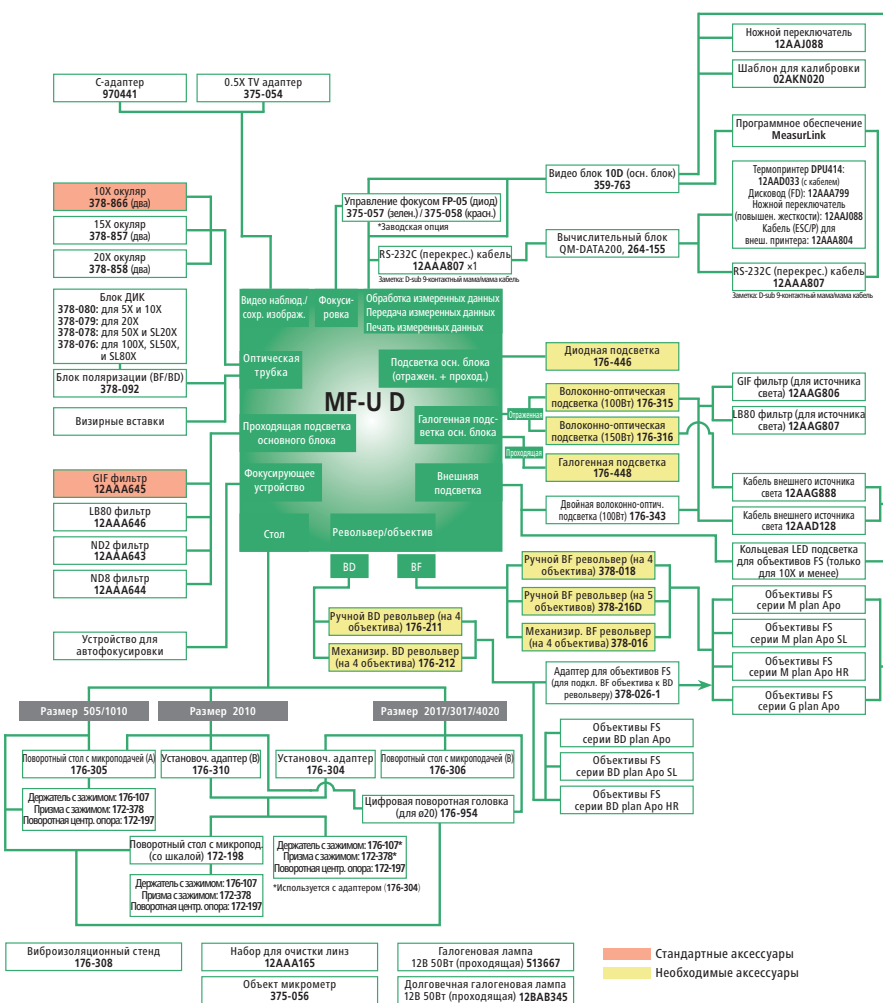 Ножной переключатель
12AAJ088
Шаблон для калибровки
02AKN020
С-адаптер
970441
0.5X TV адаптер
375-054
Программное обеспечение
MeasurLink
10X окуляр
378-866 (два)
15X окуляр
378-857 (два)
20X окуляр
378-858 (два)
Видео блок 10D (осн. блок)
359-763
Управление фокусом FP-05 (диод)
375-057 (зелен.) / 375-058 (красн.)
*Заводская опция
RS-232C (перекрес.) кабель
12AAA807 ×1
Заметка: D-sub 9-контактный мама/мама кабель
Вычислительный блок
QM-DATA200, 264-155
Термопринтер DPU414:
12AAD033 (с кабелем)
Дисковод (FD): 12AAA799
Ножной переключатель
(повышен. жесткости): 12AAJ088
Кабель (ESC/P) для
внеш. принтера: 12AAA804
RS-232C (перекрес.) кабель
12AAA807
Заметка: D-sub 9-контактный мама/мама кабель
Блок ДИК
378-080: для 5X и 10X
378-079: для 20X
378-078: для 50X и SL20X
378-076: для 100X, SL50X,
и SL80X
Блок поляризации (BF/BD)
378-092
Визирные вставки
GIF фильтр
12AAA645
LB80 фильтр
12AAA646
ND2 фильтр
12AAA643
ND8 фильтр
12AAA644
Устройство для
автофокусировки
Видео наблюд./
сохр. изображ.
Фокуси-
ровка
Обработка измеренных данных
Передача измеренных данных
Печать измеренных данных
Оптическая
трубка
Подсветка осн. блока
(отражен. + проход.)
MF-U D
Проходящая подсветка
основного блока
Галогенная подс-
ветка осн. блока
Фокусирующее
устройство
Внешняя
подсветка
Стол
Револьвер/объектив
BD
BF
Диодная подсветка
176-446
Отраженная
Волоконно-оптическая
подсветка (100Вт) 176-315
Волоконно-оптическая
подсветка (150Вт) 176-316
Проходящая
Галогенная подсветка
176-448
Двойная волоконно-оптич.
подсветка (100Вт) 176-343
GIF фильтр (для источника
света) 12AAG806
LB80 фильтр (для источника
света) 12AAG807
Кабель внешнего источника
света 12AAG888
Кабель внешнего источника
света 12AAD128
Кольцевая LED подсветка
для объективов FS (только
для 10X и менее)
Ручной BF револьвер (на 4
объектива) 378-018
Ручной BF револьвер (на 5
объективов) 378-216D
Механизир. BF револьвер
(на 4 объектива) 378-016
Ручной BD револьвер (на 4
объектива) 176-211
Механизир. BD револьвер
(на 4 объектива) 176-212
Адаптер для объективов FS
(для подкл. BF объектива к BD
револьверу) 378-026-1
Объективы FS
серии M plan Apo
Объективы FS
серии M plan Apo SL
Объективы FS
серии M plan Apo HR
Объективы FS
серии G plan Apo
Объективы FS
серии BD plan Apo
Объективы FS
серии BD plan Apo SL
Объективы FS
серии BD plan Apo HR
Размер 505/1010
Размер 2010
Размер 2017/3017/4020
Поворотный стол с микроподачей (А)
176-305
Установоч. адаптер (В)
176-310
Установоч. адаптер
176-304
Поворотный стол с микроподачей (В)
176-306
Держатель с зажимом: 176-107
Призма с зажимом: 172-378
Поворотная центр. опора: 172-197
Цифровая поворотная головка
(для ø20) 176-954
Поворотный стол с микропод.
(со шкалой) 172-198
Держатель с зажимом: 176-107*
Призма с зажимом: 172-378*
Поворотная центр. опора: 172-197
*Используется с адаптером (176-304)
Держатель с зажимом: 176-107
Призма с зажимом: 172-378
Поворотная центр. опора: 172-197
Виброизоляционный стенд
176-308
Набор для очистки линз
12AAA165
Объект микрометр
375-056
Галогеновая лампа
12В 50Вт (проходящая) 513667
Долговечная галогеновая лампа
12В 50Вт (проходящая) 12BAB345
Стандартные аксессуары
Необходимые аксессуары